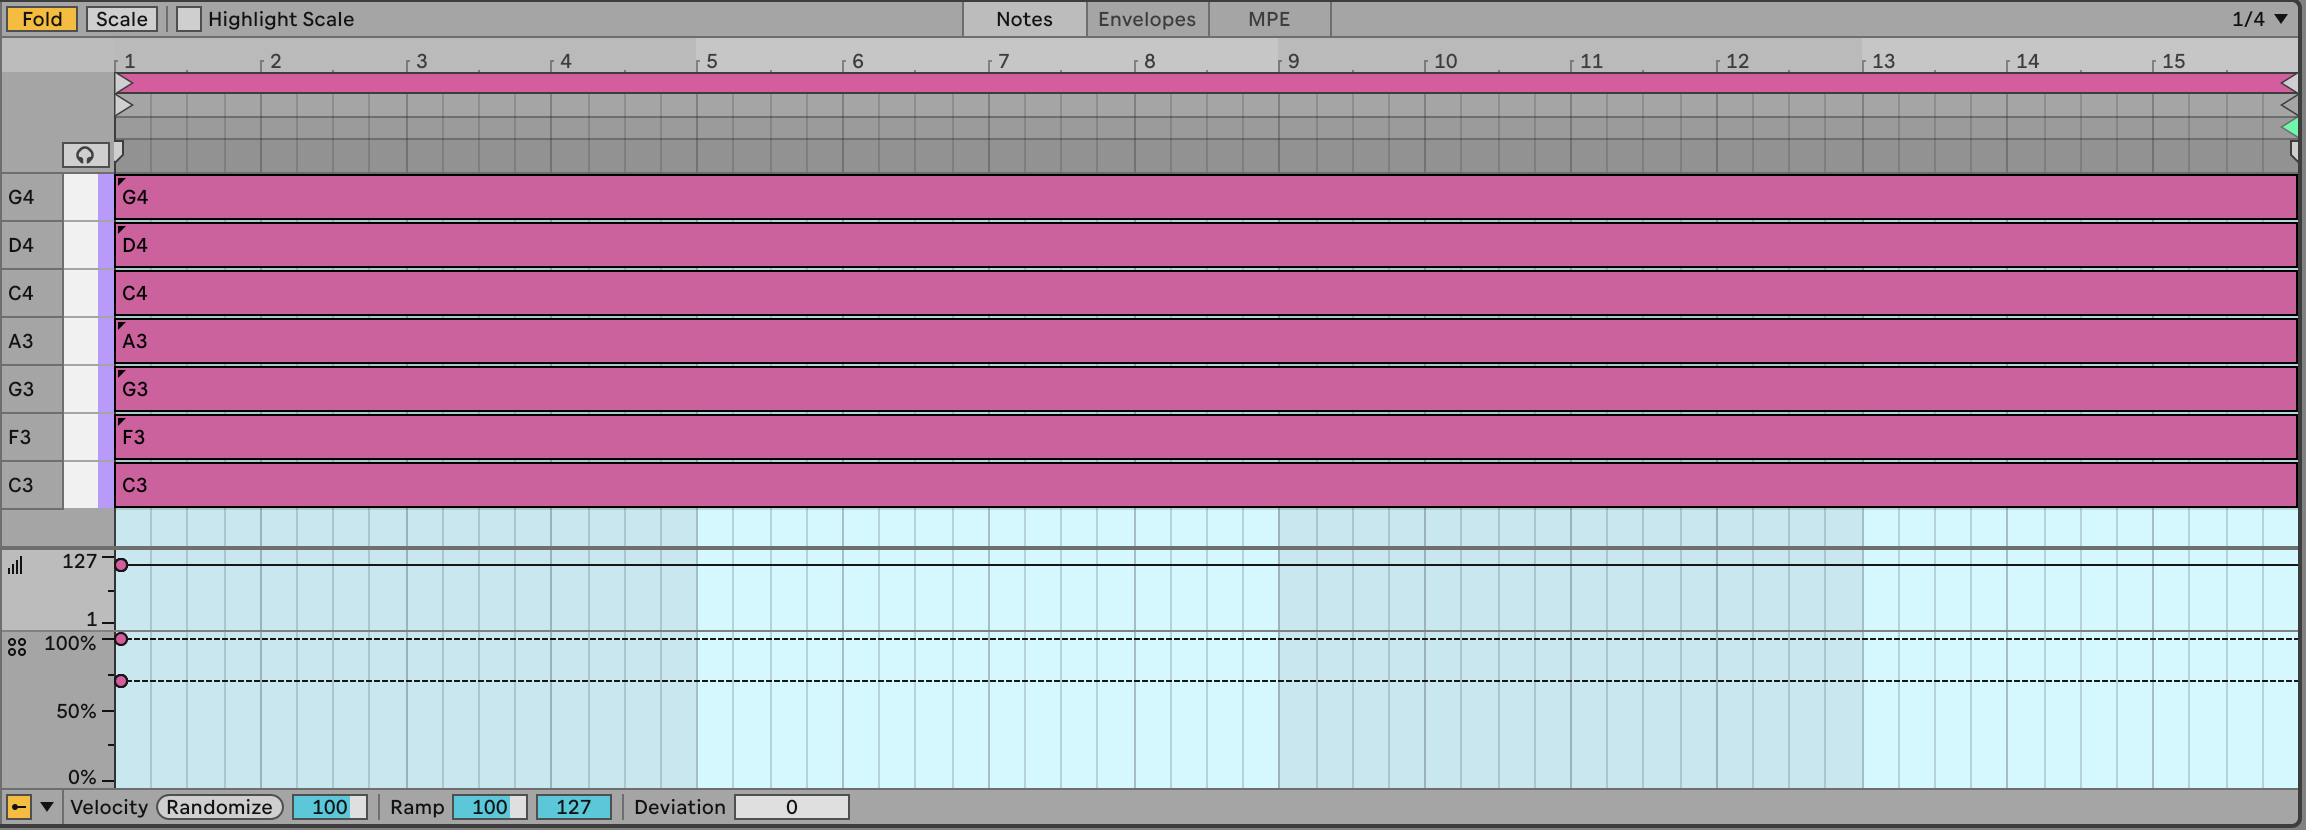 Fold Scale Highlight Scale Notes Envelopes MPE 1/4
1 2 3 4 5 6 7 8 9 10 11 12 13 14 15
G4 G4
D4 D4
C4 C4
A3 A3
G3 G3
F3 F3
C3 C3
127
1
100%
50%
0%
Velocity Randomize 100 Ramp 100 127 Deviation 0